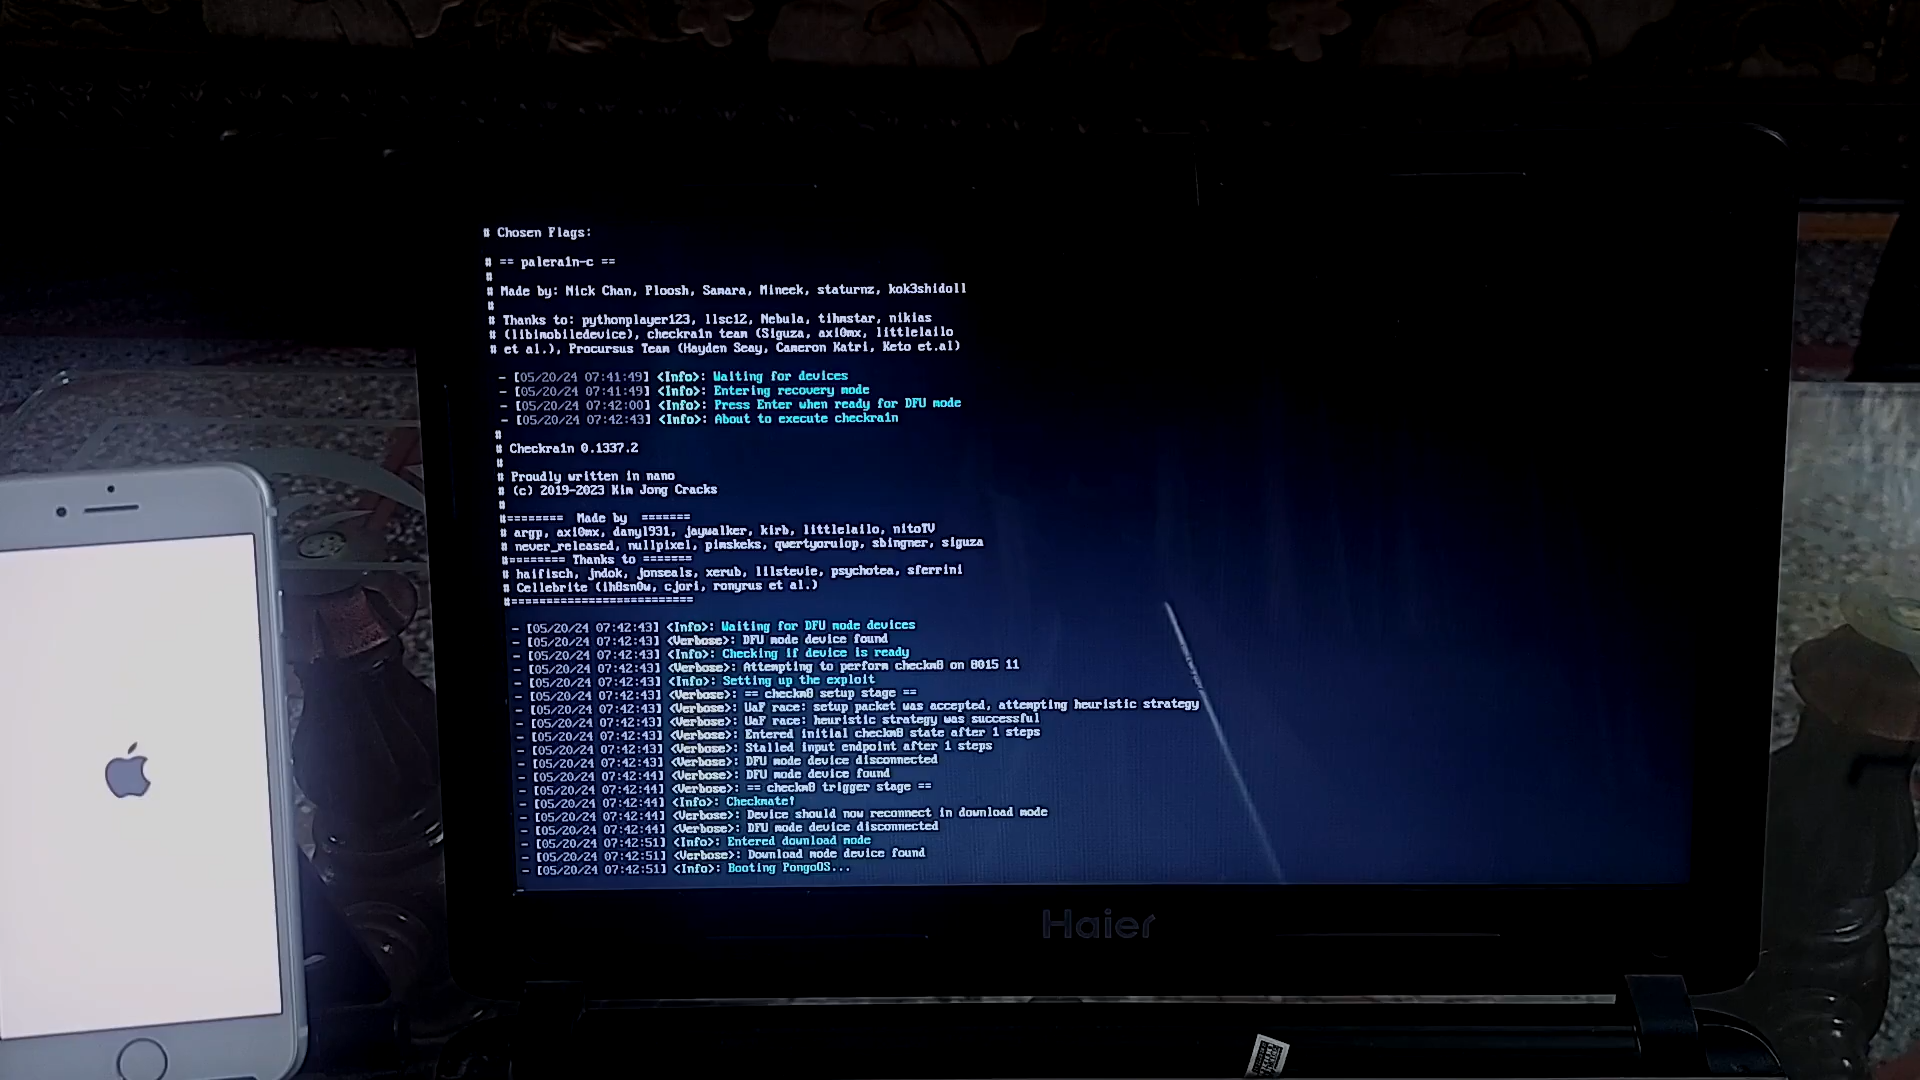 # Chosen Flags:
# == palera1n-c ==
#
# Made by: Nick Chan, Ploosh, Samara, Mineek, staturnz, kok3shidoll
#
# Thanks to: pythonplayer123, llsc12, Nebula, tihmstar, nikias
# (libimobiledevice), checkra1n team (Siguza, axi0mx, littlelailo
# et al.), Procursus Team (Hayden Seay, Cameron Katri, Keto et.al)
- [05/20/24 07:41:49] <Info>: Waiting for devices
- [05/20/24 07:41:49] <Info>: Entering recovery mode
- [05/20/24 07:42:00] <Info>: Press Enter when ready for DFU mode
- [05/20/24 07:42:43] <Info>: About to execute checkra1n
#
# Checkra1n 0.1337.2
#
# Proudly written in nano
# (c) 2019-2023 Kim Jong Cracks
#
#======== Made by =======
# argp, axi0mx, danyl931, jaywalker, kirb, littlelailo, nitoTV
# never_released, nullpixel, pimskeks, qwertyoruiop, sbingner, siguza
#======== Thanks to =======
# haifisch, jndok, jonseals, xerub, lilstevie, psychotea, sferrini
# Cellebrite (ih8sn0w, cjori, ronyrus et al.)
#==========================
- [05/20/24 07:42:43] <Info>: Waiting for DFU mode devices
- [05/20/24 07:42:43] <Verbose>: DFU mode device found
- [05/20/24 07:42:43] <Info>: Checking if device is ready
- [05/20/24 07:42:43] <Verbose>: Attempting to perform checkm8 on 8015 11
- [05/20/24 07:42:43] <Info>: Setting up the exploit
- [05/20/24 07:42:43] <Verbose>: == checkm8 setup stage ==
- [05/20/24 07:42:43] <Verbose>: UaF race: setup packet was accepted, attempting heuristic strategy
- [05/20/24 07:42:43] <Verbose>: UaF race: heuristic strategy was successful
- [05/20/24 07:42:43] <Verbose>: Entered initial checkm8 state after 1 steps
- [05/20/24 07:42:43] <Verbose>: Stalled input endpoint after 1 steps
- [05/20/24 07:42:43] <Verbose>: DFU mode device disconnected
- [05/20/24 07:42:44] <Verbose>: DFU mode device found
- [05/20/24 07:42:44] <Verbose>: == checkm8 trigger stage ==
- [05/20/24 07:42:44] <Info>: Checkmate!
- [05/20/24 07:42:44] <Verbose>: Device should now reconnect in download mode
- [05/20/24 07:42:44] <Verbose>: DFU mode device disconnected
- [05/20/24 07:42:51] <Info>: Entered download mode
- [05/20/24 07:42:51] <Verbose>: Download mode device found
- [05/20/24 07:42:51] <Info>: Booting PongoOS...
Haier